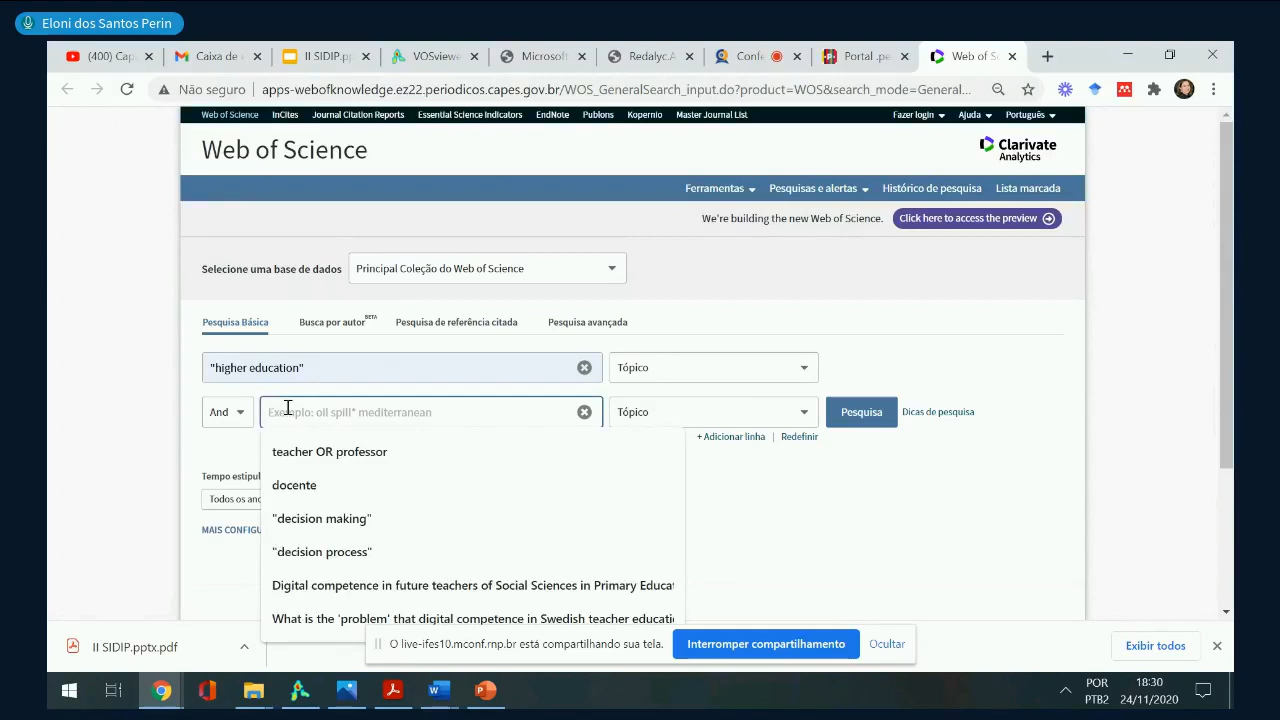 Eloni dos Santos Perin
(400) Cap
Caixa de
II SIDIP.p
VOSviewe
Microsoft
Redalyc.A
Confe
Portal .pe
Web of S
Não seguro
apps-webofknowledge.ez22.periodicos.capes.gov.br/WOS_GeneralSearch_input.do?product=WOS&search_mode=General...
Web of Science InCites Journal Citation Reports Essential Science Indicators EndNote Publons Kopernio Master Journal List Fazer login Ajuda Português
Web of Science
Clarivate
Analytics
Ferramentas Pesquisas e alertas Histórico de pesquisa Lista marcada
We're building the new Web of Science. Click here to access the preview
Selecione uma base de dados Principal Coleção do Web of Science
Pesquisa Básica Busca por autor BETA Pesquisa de referência citada Pesquisa avançada
"higher education" Tópico
And Exemplo: oil spill* mediterranean Tópico Pesquisa Dicas de pesquisa
+ Adicionar linha | Redefinir
teacher OR professor
Tempo estipul
docente
Todos os ano
"decision making"
MAIS CONFIGU
"decision process"
Digital competence in future teachers of Social Sciences in Primary Educat
What is the 'problem' that digital competence in Swedish teacher educati
II SIDIP.pptx.pdf
O live-ifes10.mconf.rnp.br está compartilhando sua tela. Interromper compartilhamento Ocultar
Exibir todos
POR
PTB2
18:30
24/11/2020